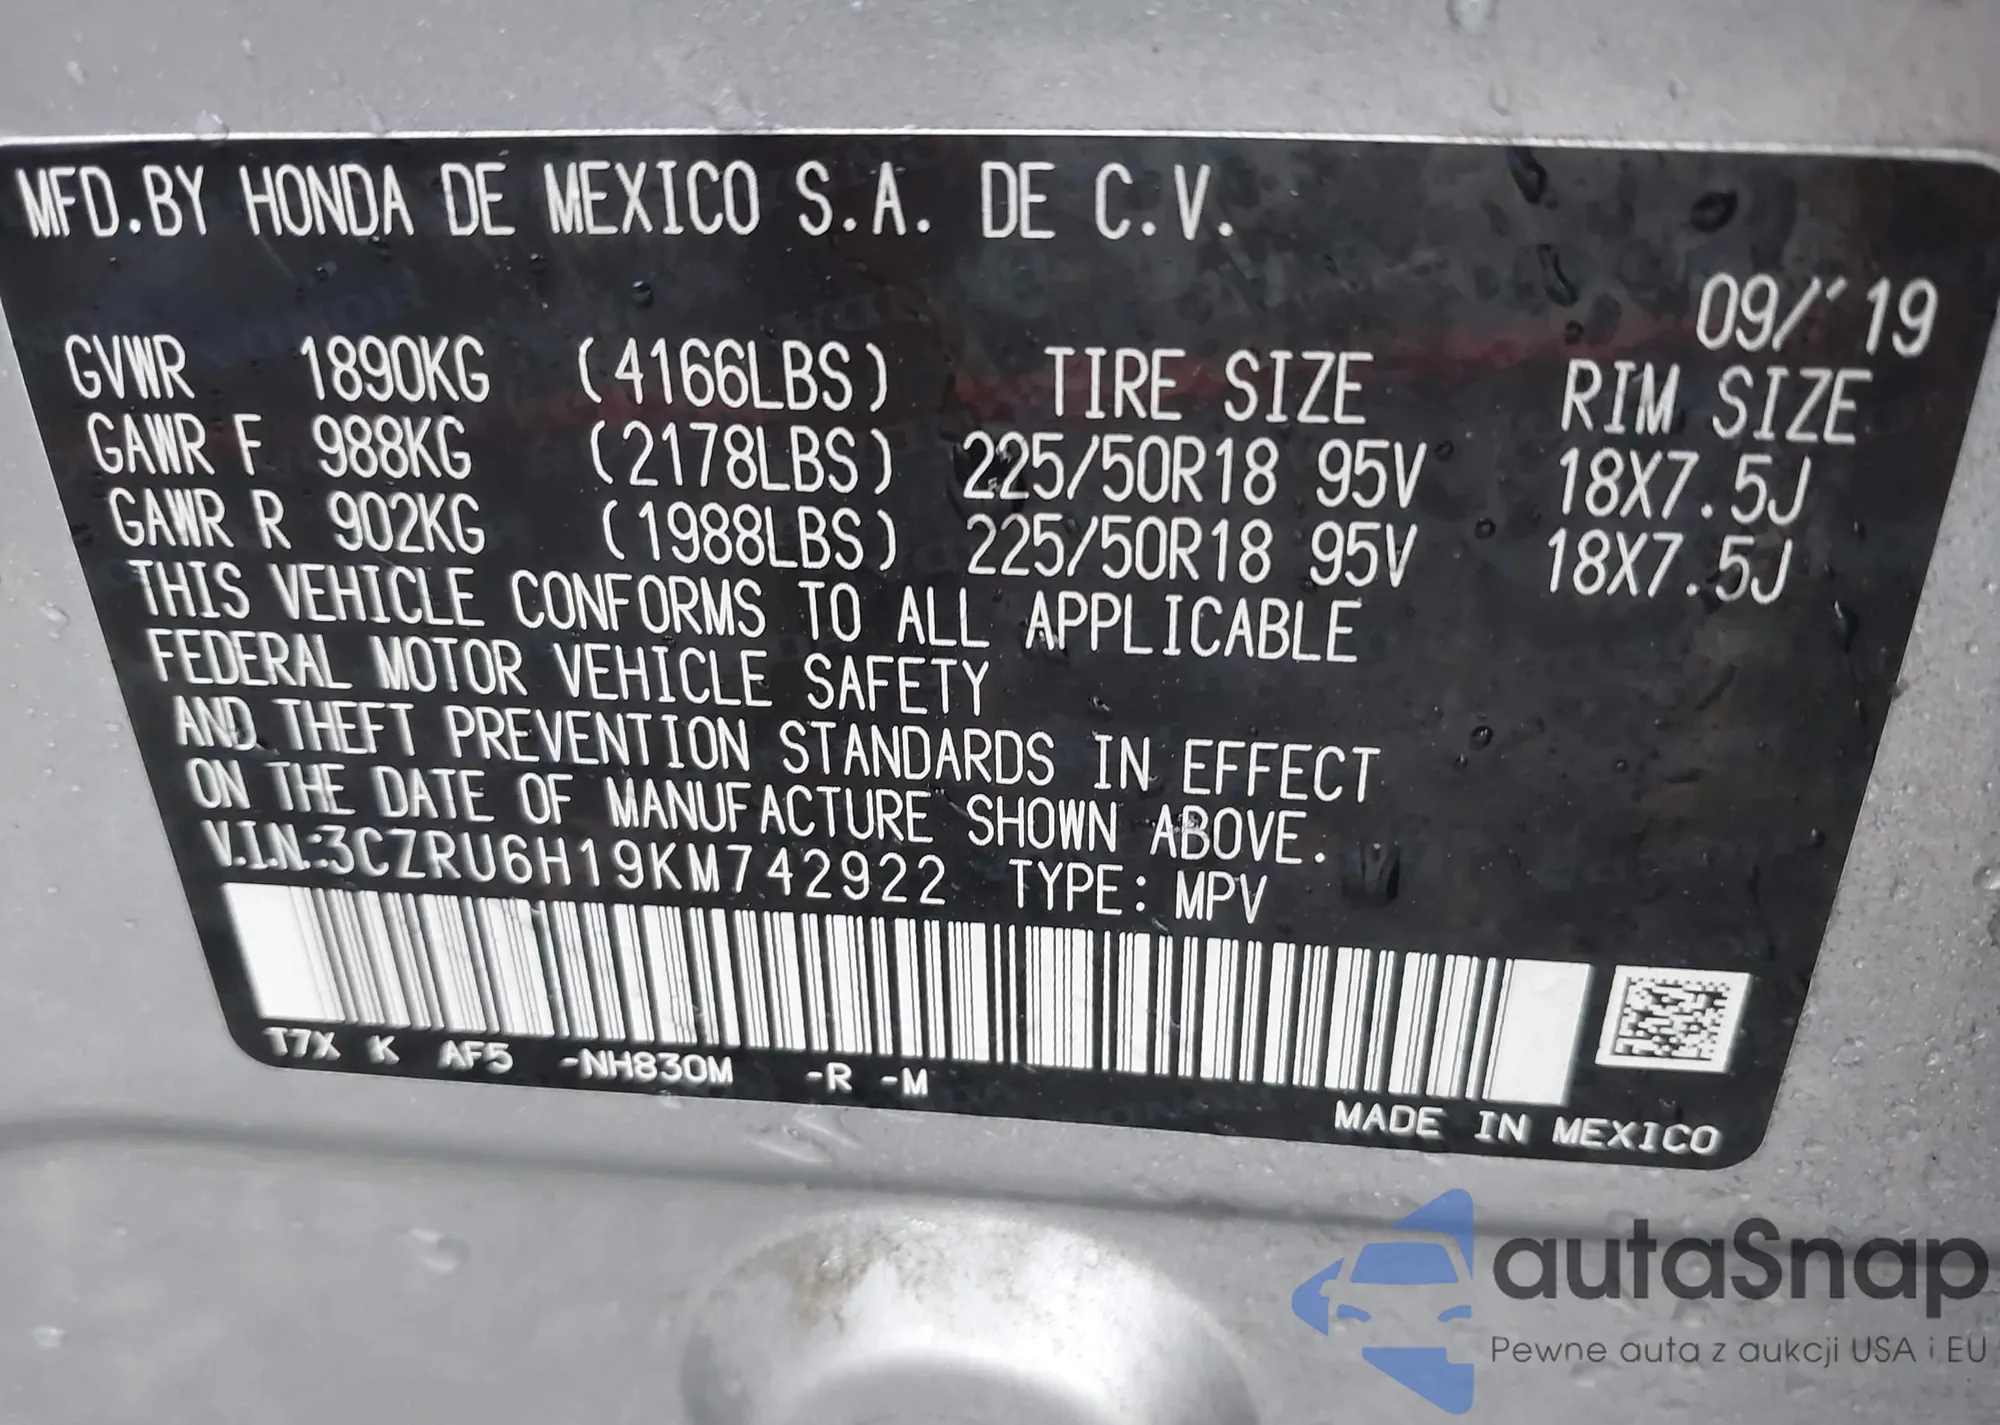 MFD.BY HONDA DE MEXICO S.A. DE C.V.
09/'19
GVWR 1890KG (4166LBS) TIRE SIZE RIM SIZE
GAWR F 988KG (2178LBS) 225/50R18 95V 18X7.5J
GAWR R 902KG (1988LBS) 225/50R18 95V 18X7.5J
THIS VEHICLE CONFORMS TO ALL APPLICABLE
FEDERAL MOTOR VEHICLE SAFETY
AND THEFT PREVENTION STANDARDS IN EFFECT
ON THE DATE OF MANUFACTURE SHOWN ABOVE.
V.I.N.:3CZRU6H19KM742922 TYPE: MPV
T7X K AF5 -NH830M -R -M
MADE IN MEXICO
autaSnap
Pewne auta z aukcji USA i EU